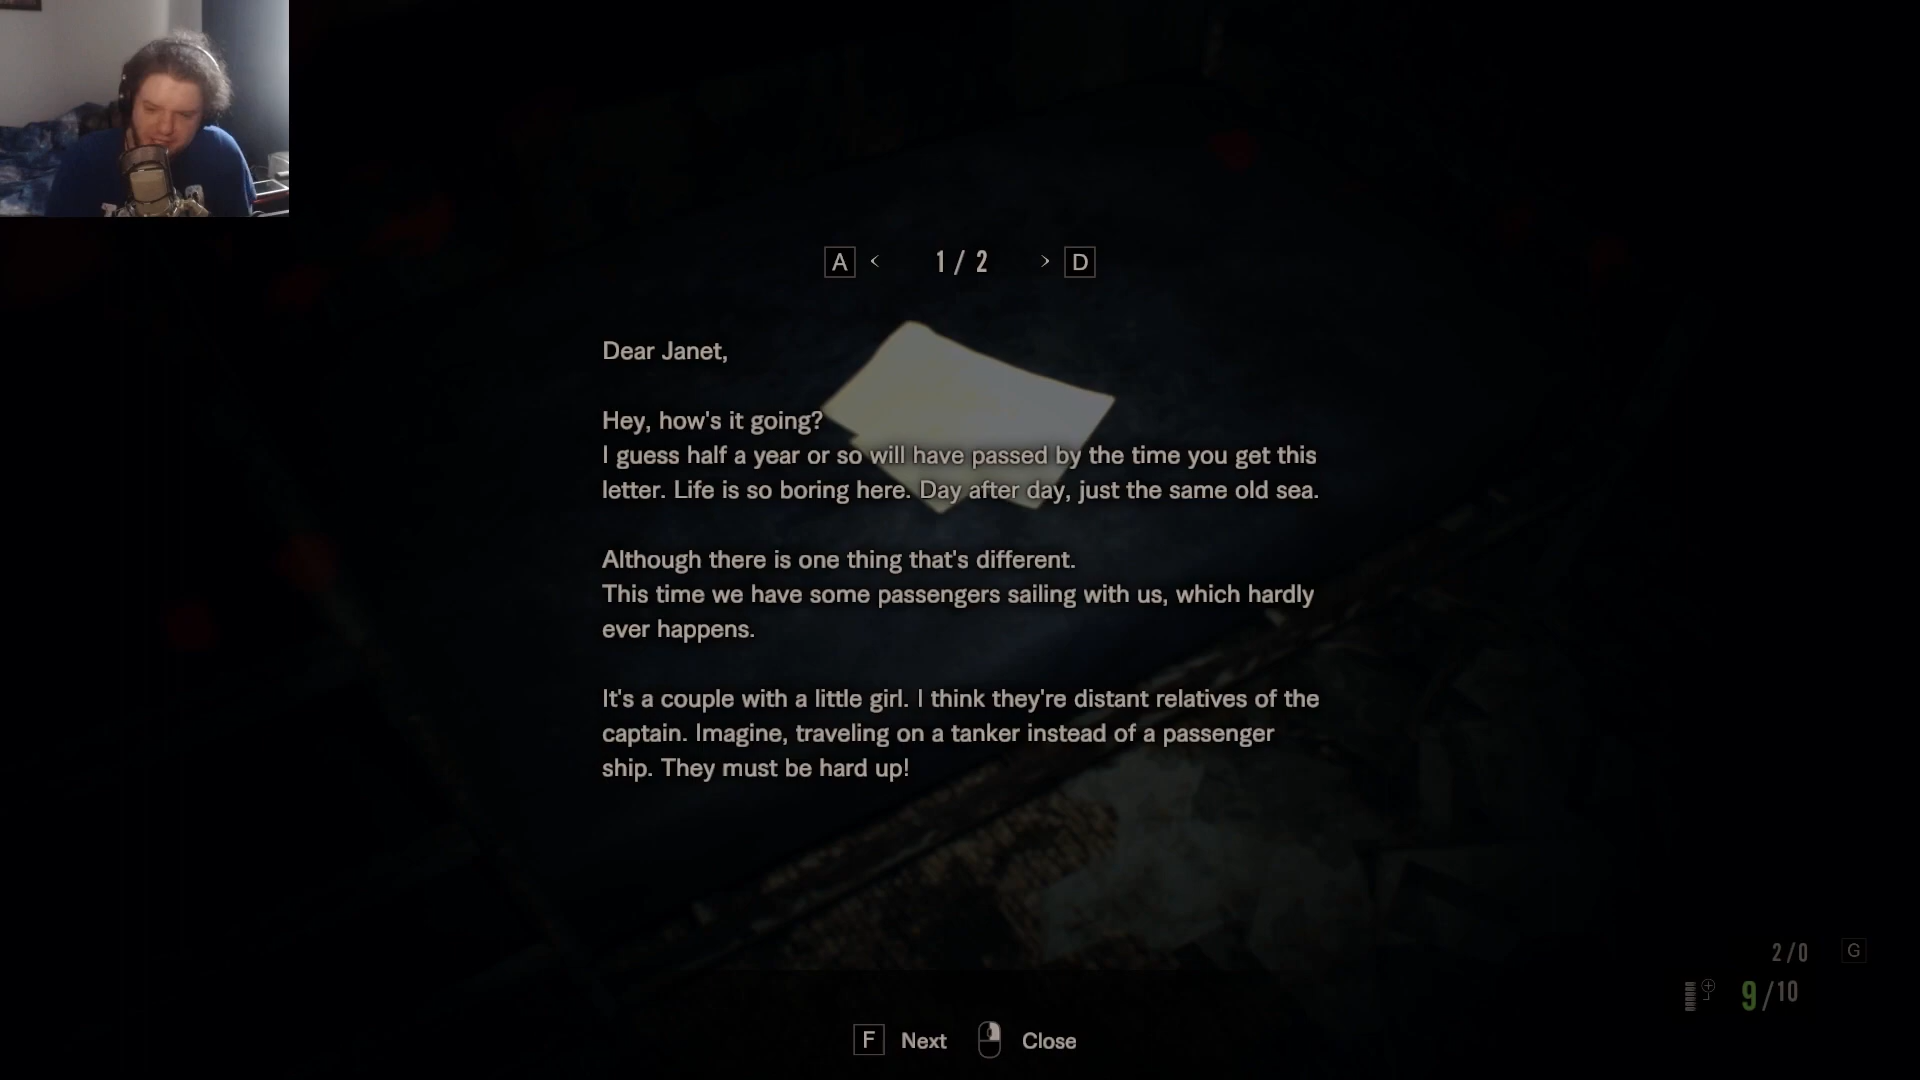 A < 1 / 2 > D
Dear Janet,
Hey, how's it going?
I guess half a year or so will have passed by the time you get this
letter. Life is so boring here. Day after day, just the same old sea.
Although there is one thing that's different.
This time we have some passengers sailing with us, which hardly
ever happens.
It's a couple with a little girl. I think they're distant relatives of the
captain. Imagine, traveling on a tanker instead of a passenger
ship. They must be hard up!
2/0 G
9/10
F Next Close